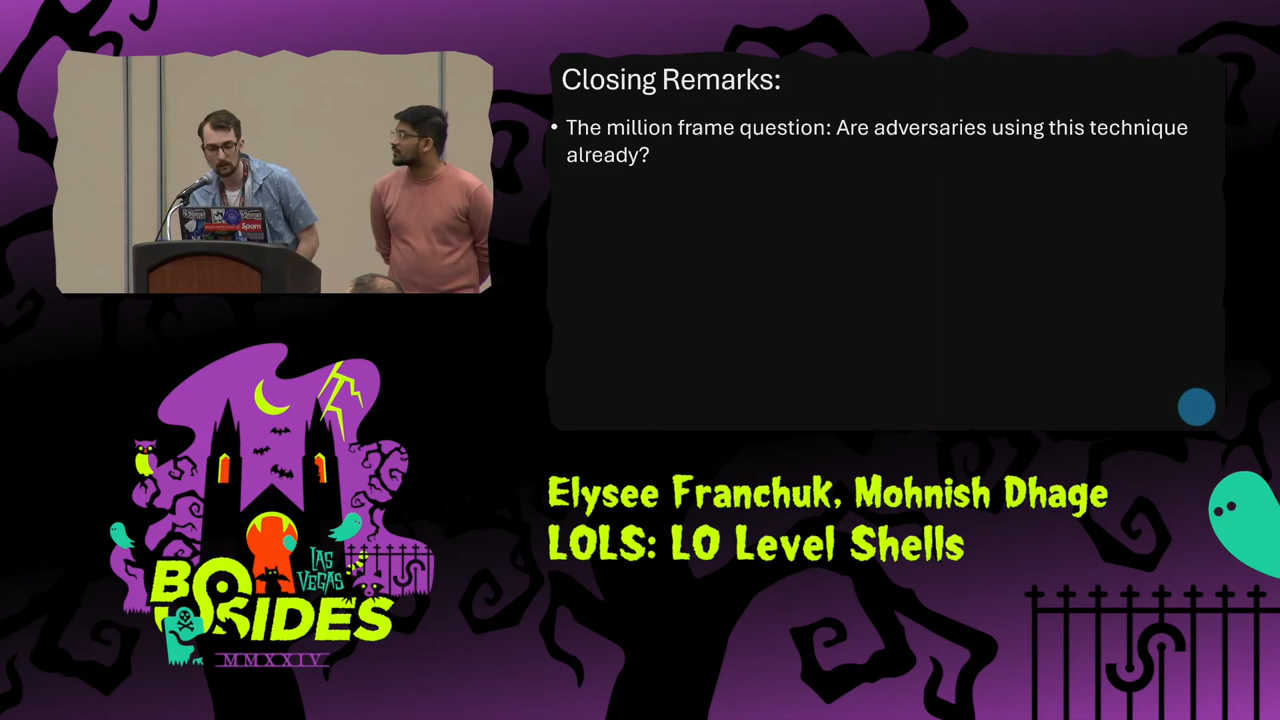 Closing Remarks:
• The million frame question: Are adversaries using this technique
already?
Spam
Elysee Franchuk, Mohnish Dhage
LOLS: LO Level Shells
LAS
VEGAS
BSIDES
MMXXIV